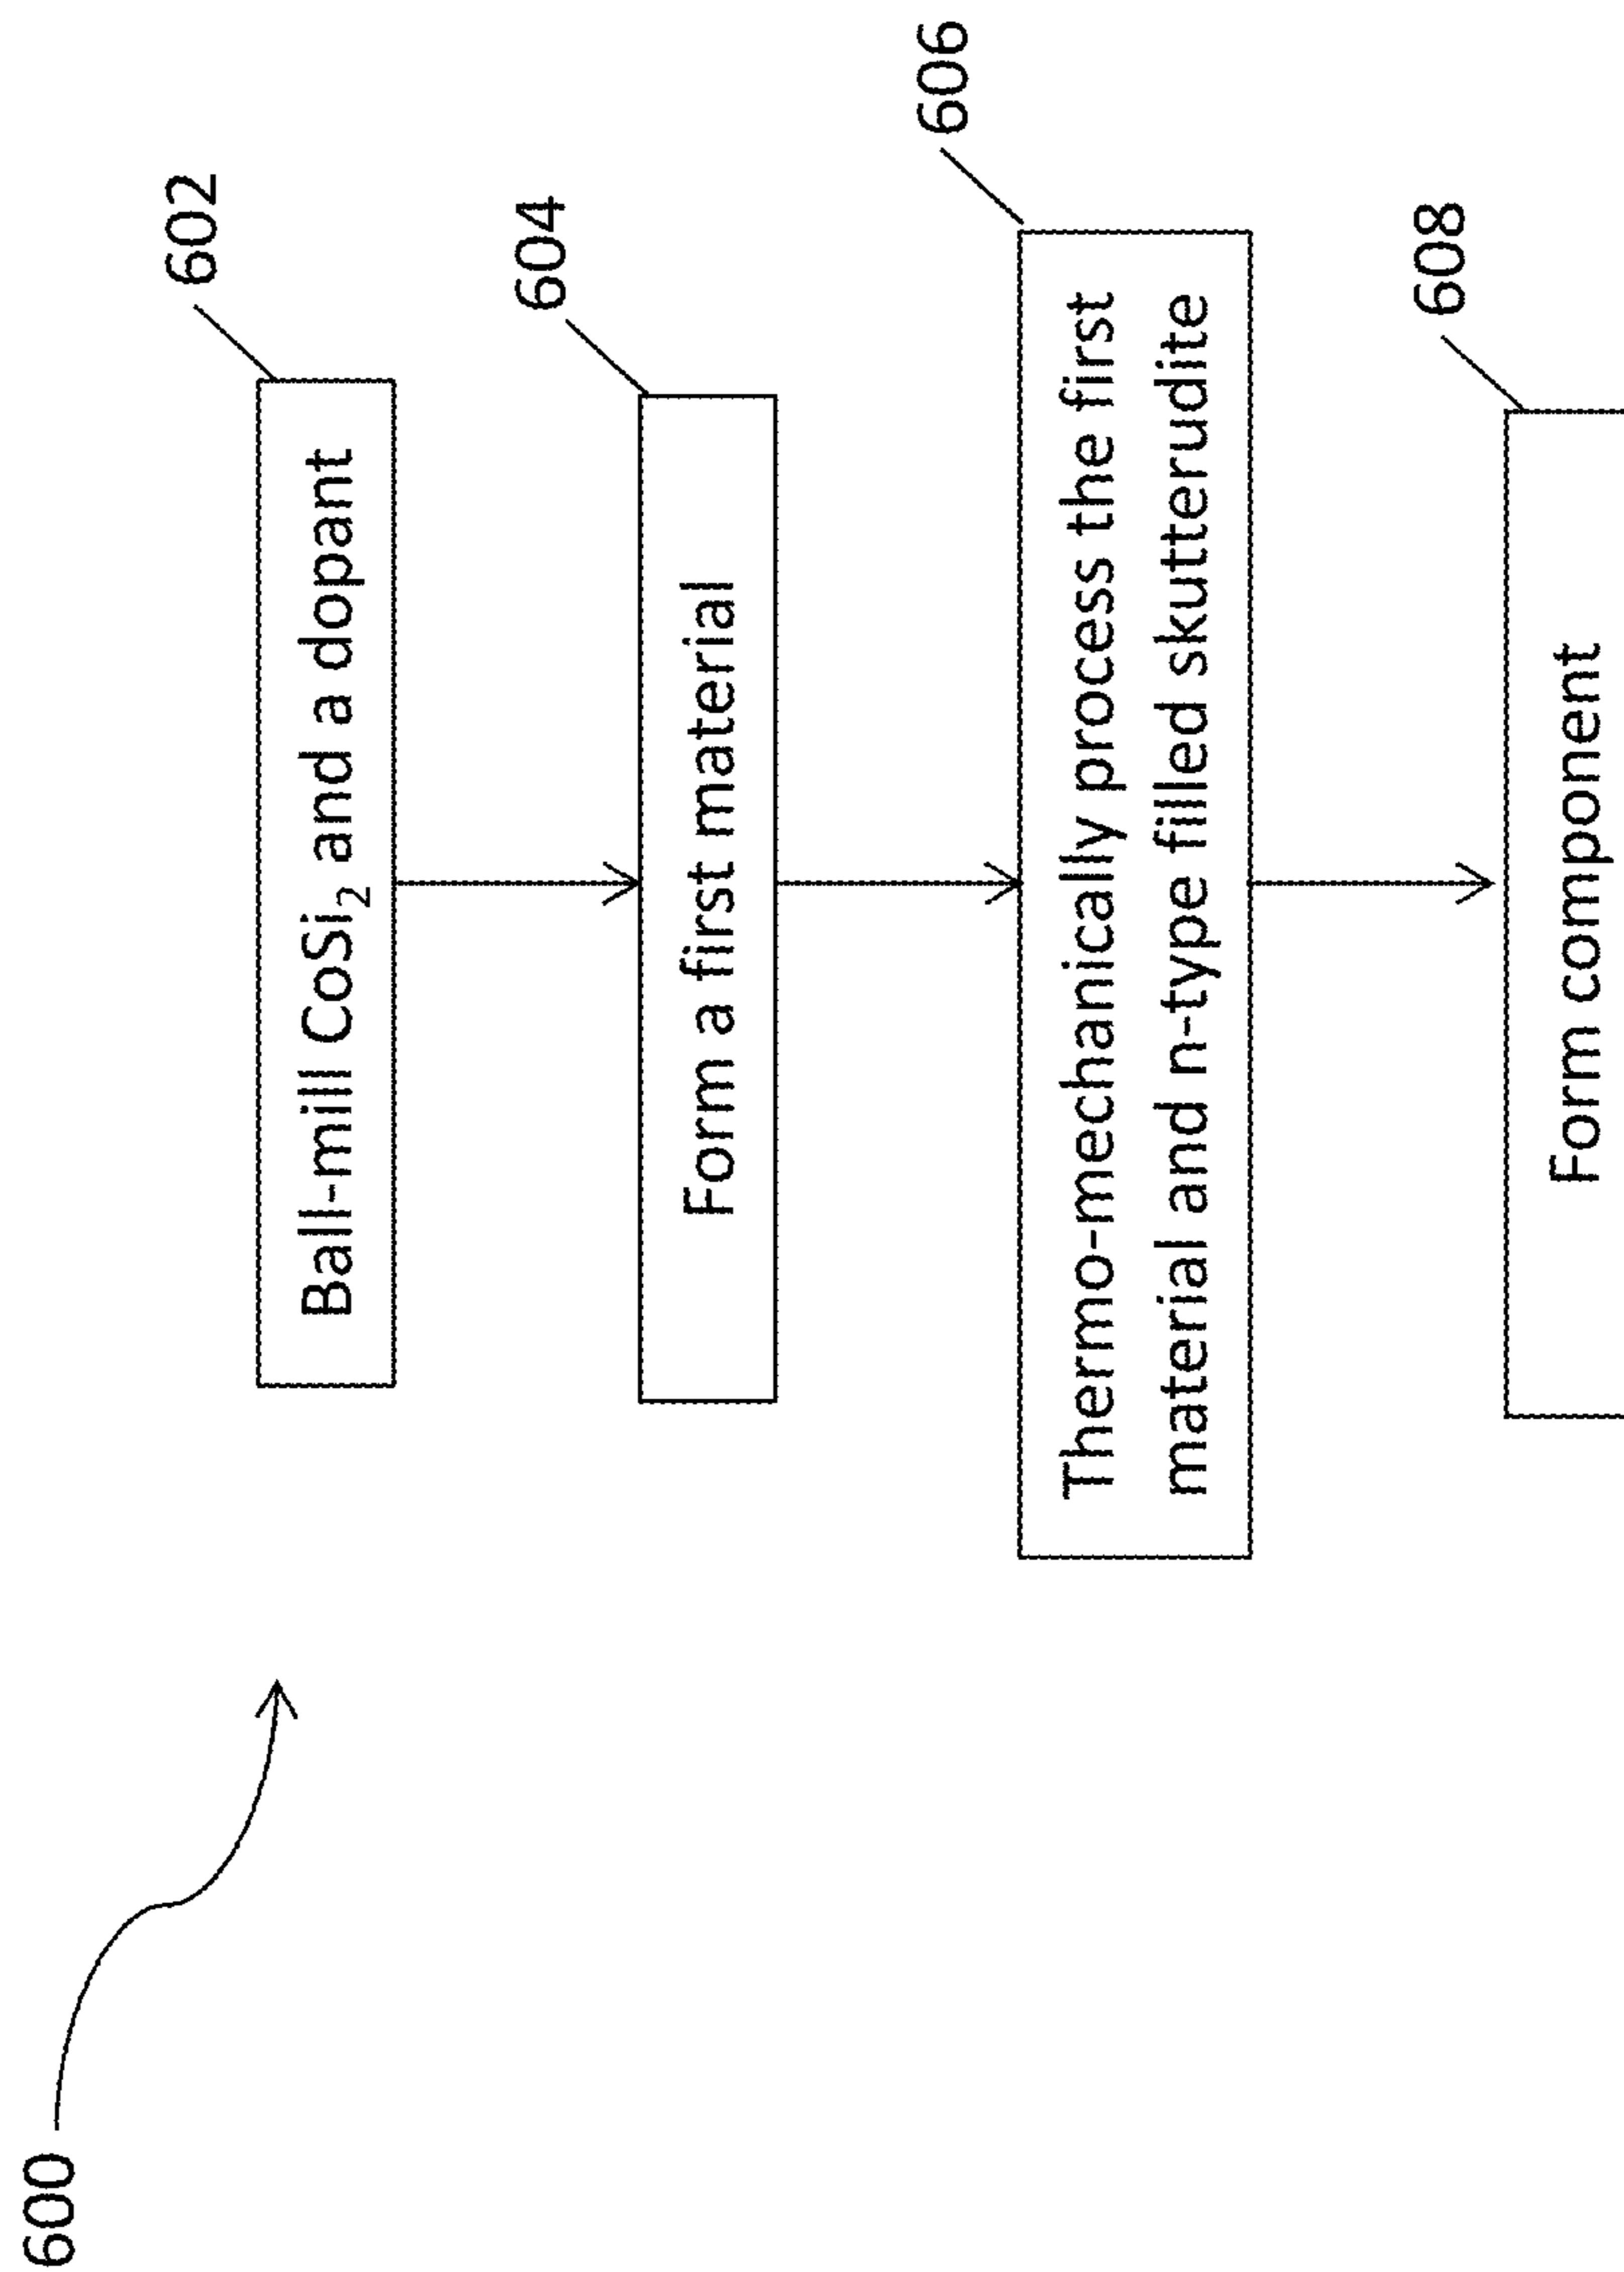 600
602
Ball-mill CoSi₂ and a dopant
604
Form a first material
606
Thermo-mechanically process the first
material and n-type filled skutterudite
608
Form component